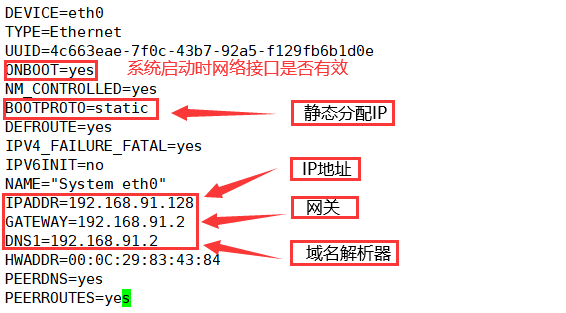 DEVICE=eth0
TYPE=Ethernet
UUID=4c663eae-7f0c-43b7-92a5-f129fb6b1d0e
ONBOOT=yes 系统启动时网络接口是否有效
NM_CONTROLLED=yes
BOOTPROTO=static 静态分配IP
DEFROUTE=yes
IPV4_FAILURE_FATAL=yes
IPV6INIT=no
NAME="System eth0" IP地址
IPADDR=192.168.91.128
GATEWAY=192.168.91.2 网关
DNS1=192.168.91.2 域名解析器
HWADDR=00:0C:29:83:43:84
PEERDNS=yes
PEERROUTES=yes